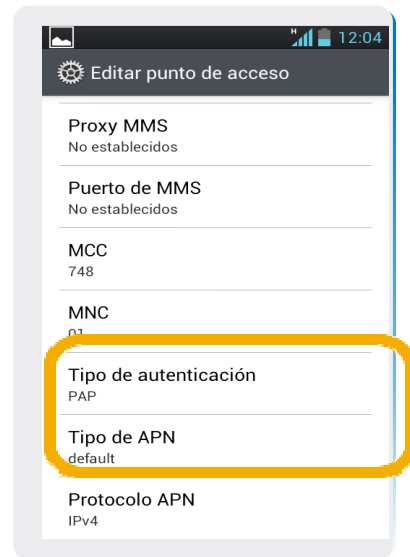 H 12:04
Editar punto de acceso
Proxy MMS
No establecidos
Puerto de MMS
No establecidos
MCC
748
MNC
01
Tipo de autenticación
PAP
Tipo de APN
default
Protocolo APN
IPv4